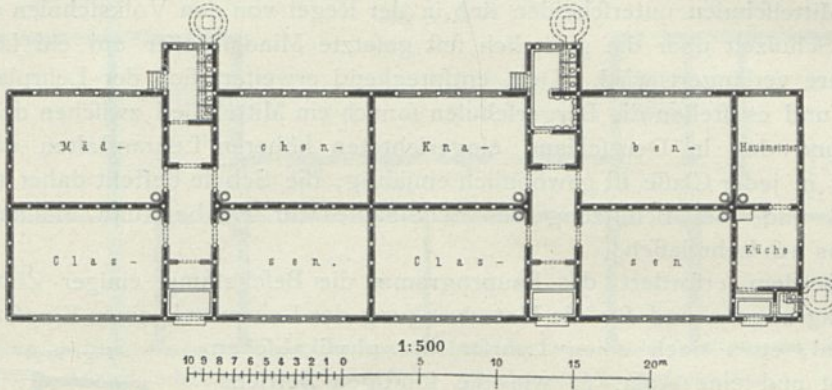 Mäd chen Kna ben Hausmeister
Clas- sen. Clas- sen Küche
1:500
10 9 8 7 6 5 4 3 2 1 0 5 10 15 20m